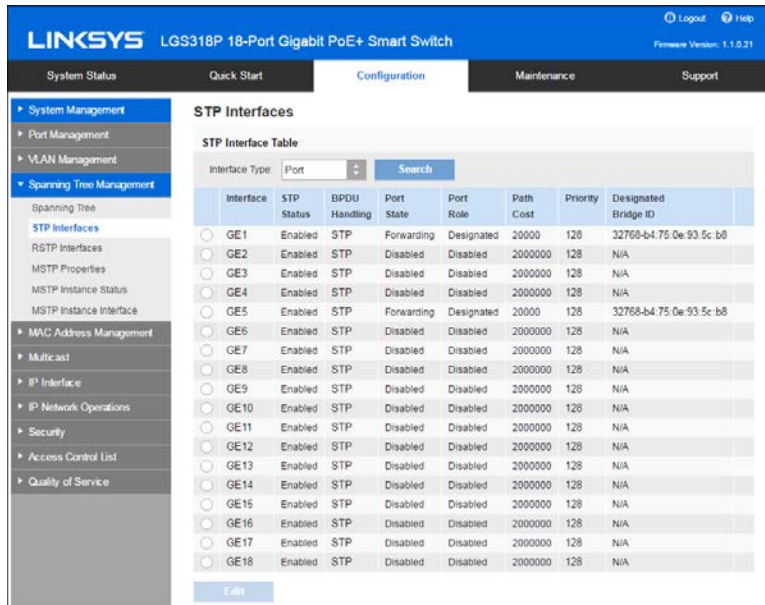 Logout Help
LINKSYS LGS318P 18-Port Gigabit PoE+ Smart Switch
Firmware Version: 1.1.0.21
System Status Quick Start Configuration Maintenance Support
System Management
Port Management
VLAN Management
Spanning Tree Management
Spanning Tree
STP Interfaces
RSTP Interfaces
MSTP Properties
MSTP Instance Status
MSTP Instance Interface
MAC Address Management
Multicast
IP Interface
IP Network Operations
Security
Access Control List
Quality of Service
STP Interfaces
STP Interface Table
Interface Type: Port Search
Interface STP BPDU Port Port Path Priority Designated
Status Handling State Role Cost Bridge ID
GE1 Enabled STP Forwarding Designated 20000 128 32768-b4:75:0e:93:5c:b8
GE2 Enabled STP Disabled Disabled 2000000 128 N/A
GE3 Enabled STP Disabled Disabled 2000000 128 N/A
GE4 Enabled STP Disabled Disabled 2000000 128 N/A
GE5 Enabled STP Forwarding Designated 20000 128 32768-b4:75:0e:93:5c:b8
GE6 Enabled STP Disabled Disabled 2000000 128 N/A
GE7 Enabled STP Disabled Disabled 2000000 128 N/A
GE8 Enabled STP Disabled Disabled 2000000 128 N/A
GE9 Enabled STP Disabled Disabled 2000000 128 N/A
GE10 Enabled STP Disabled Disabled 2000000 128 N/A
GE11 Enabled STP Disabled Disabled 2000000 128 N/A
GE12 Enabled STP Disabled Disabled 2000000 128 N/A
GE13 Enabled STP Disabled Disabled 2000000 128 N/A
GE14 Enabled STP Disabled Disabled 2000000 128 N/A
GE15 Enabled STP Disabled Disabled 2000000 128 N/A
GE16 Enabled STP Disabled Disabled 2000000 128 N/A
GE17 Enabled STP Disabled Disabled 2000000 128 N/A
GE18 Enabled STP Disabled Disabled 2000000 128 N/A
Edit